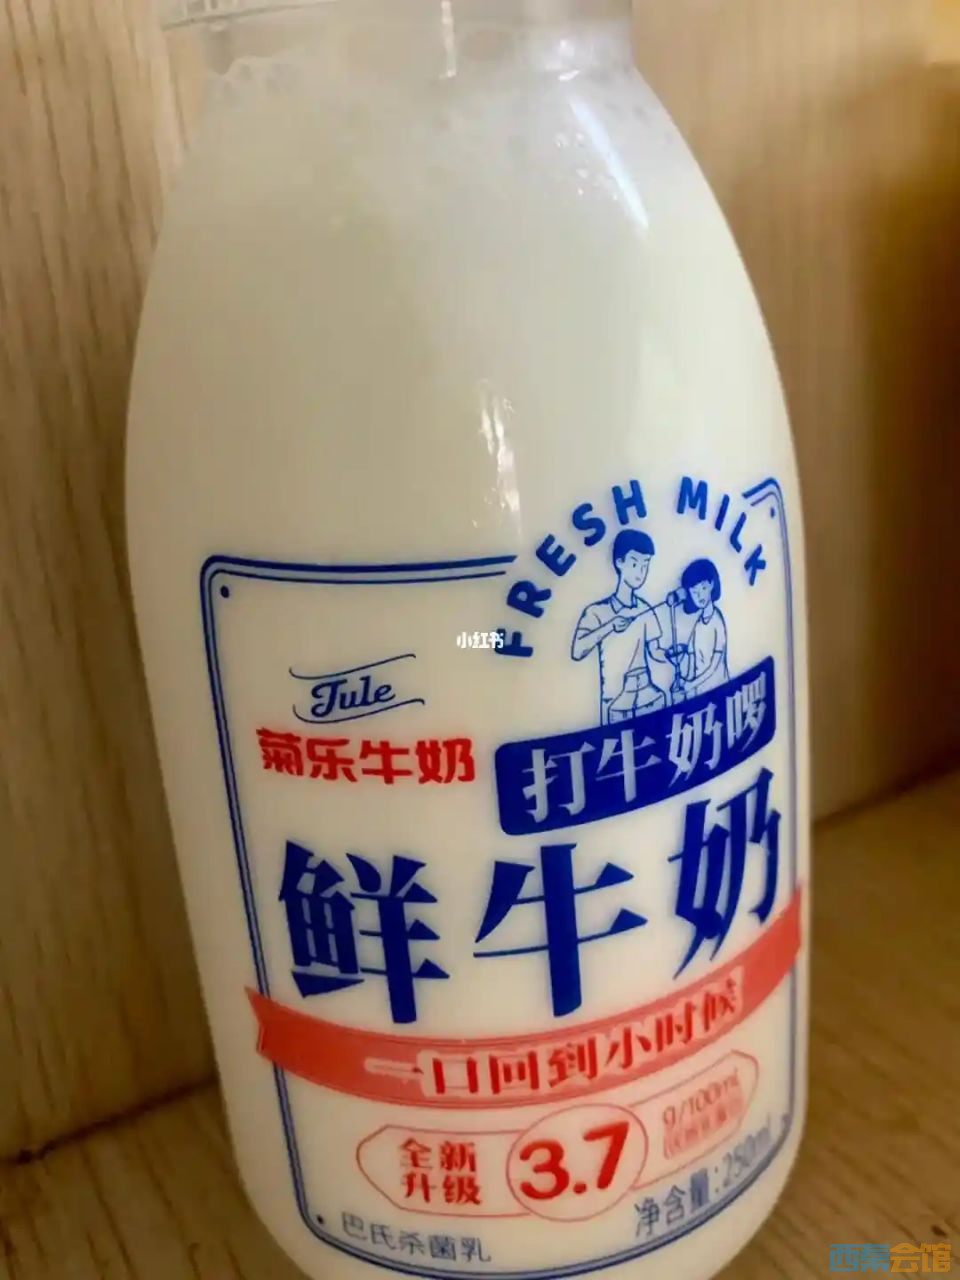 FRESH MILK
小红书
Jule
菊乐牛奶
打牛奶啰
鲜牛奶
一口回到小时候
全新
升级
3.7
g/100mL
净含量:250mL
巴氏杀菌乳
西秦会馆